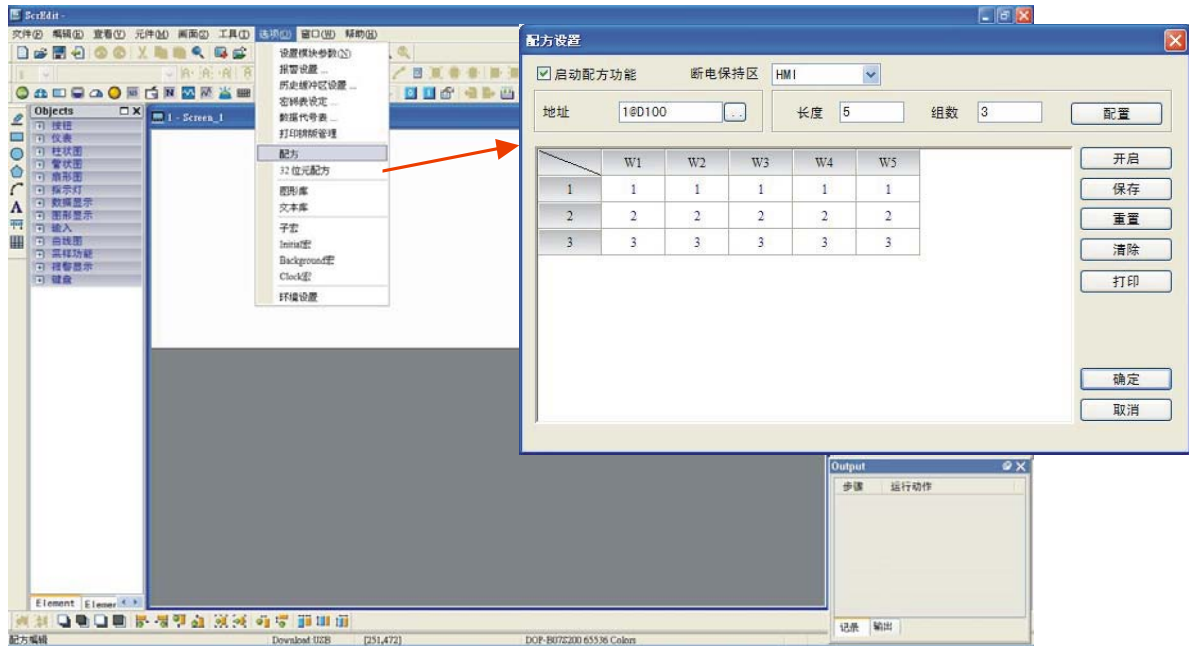 ScrEdit -
文件(F) 编辑(E) 查看(V) 元件(M) 画面(S) 工具(T) 选项(O) 窗口(W) 帮助(H)
设置模块参数(N)
报警设置 ...
历史缓冲区设置 ...
密码表设定 ...
数据代号表 ...
打印排版管理
配方
32 位元配方
图形库
文本库
子宏
Initial宏
Background宏
Clock宏
环境设置
Objects
按钮
仪表
柱状图
管状图
扇形图
指示灯
数据显示
图形显示
输入
曲线图
采样功能
报警显示
键盘
1 - Screen_1
Element Elemer
配方设置
启动配方功能 断电保持区 HMI
地址 1@D100 ... 长度 5 组数 3 配置
W1 W2 W3 W4 W5
1 1 1 1 1 1
2 2 2 2 2 2
3 3 3 3 3 3
开启
保存
重置
清除
打印
确定
取消
Output
步骤 运行动作
记录 输出
配方编辑 Download :USB [251,472] DOP-B07S200 65536 Colors